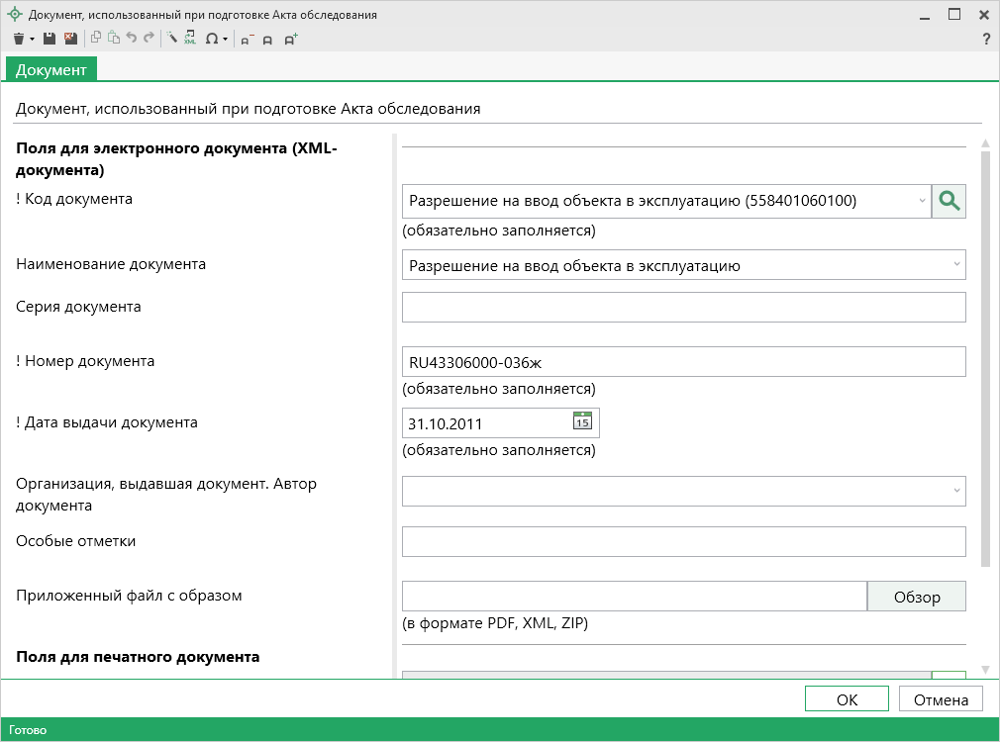 Документ, использованный при подготовке Акта обследования
XML
Ω
?
Документ
Документ, использованный при подготовке Акта обследования
Поля для электронного документа (XML-
документа)
! Код документа
Разрешение на ввод объекта в эксплуатацию (558401060100)
(обязательно заполняется)
Наименование документа
Разрешение на ввод объекта в эксплуатацию
Серия документа
! Номер документа
RU43306000-036ж
(обязательно заполняется)
! Дата выдачи документа
31.10.2011
15
(обязательно заполняется)
Организация, выдавшая документ. Автор
документа
Особые отметки
Приложенный файл с образом
Обзор
(в формате PDF, XML, ZIP)
Поля для печатного документа
OK
Отмена
Готово